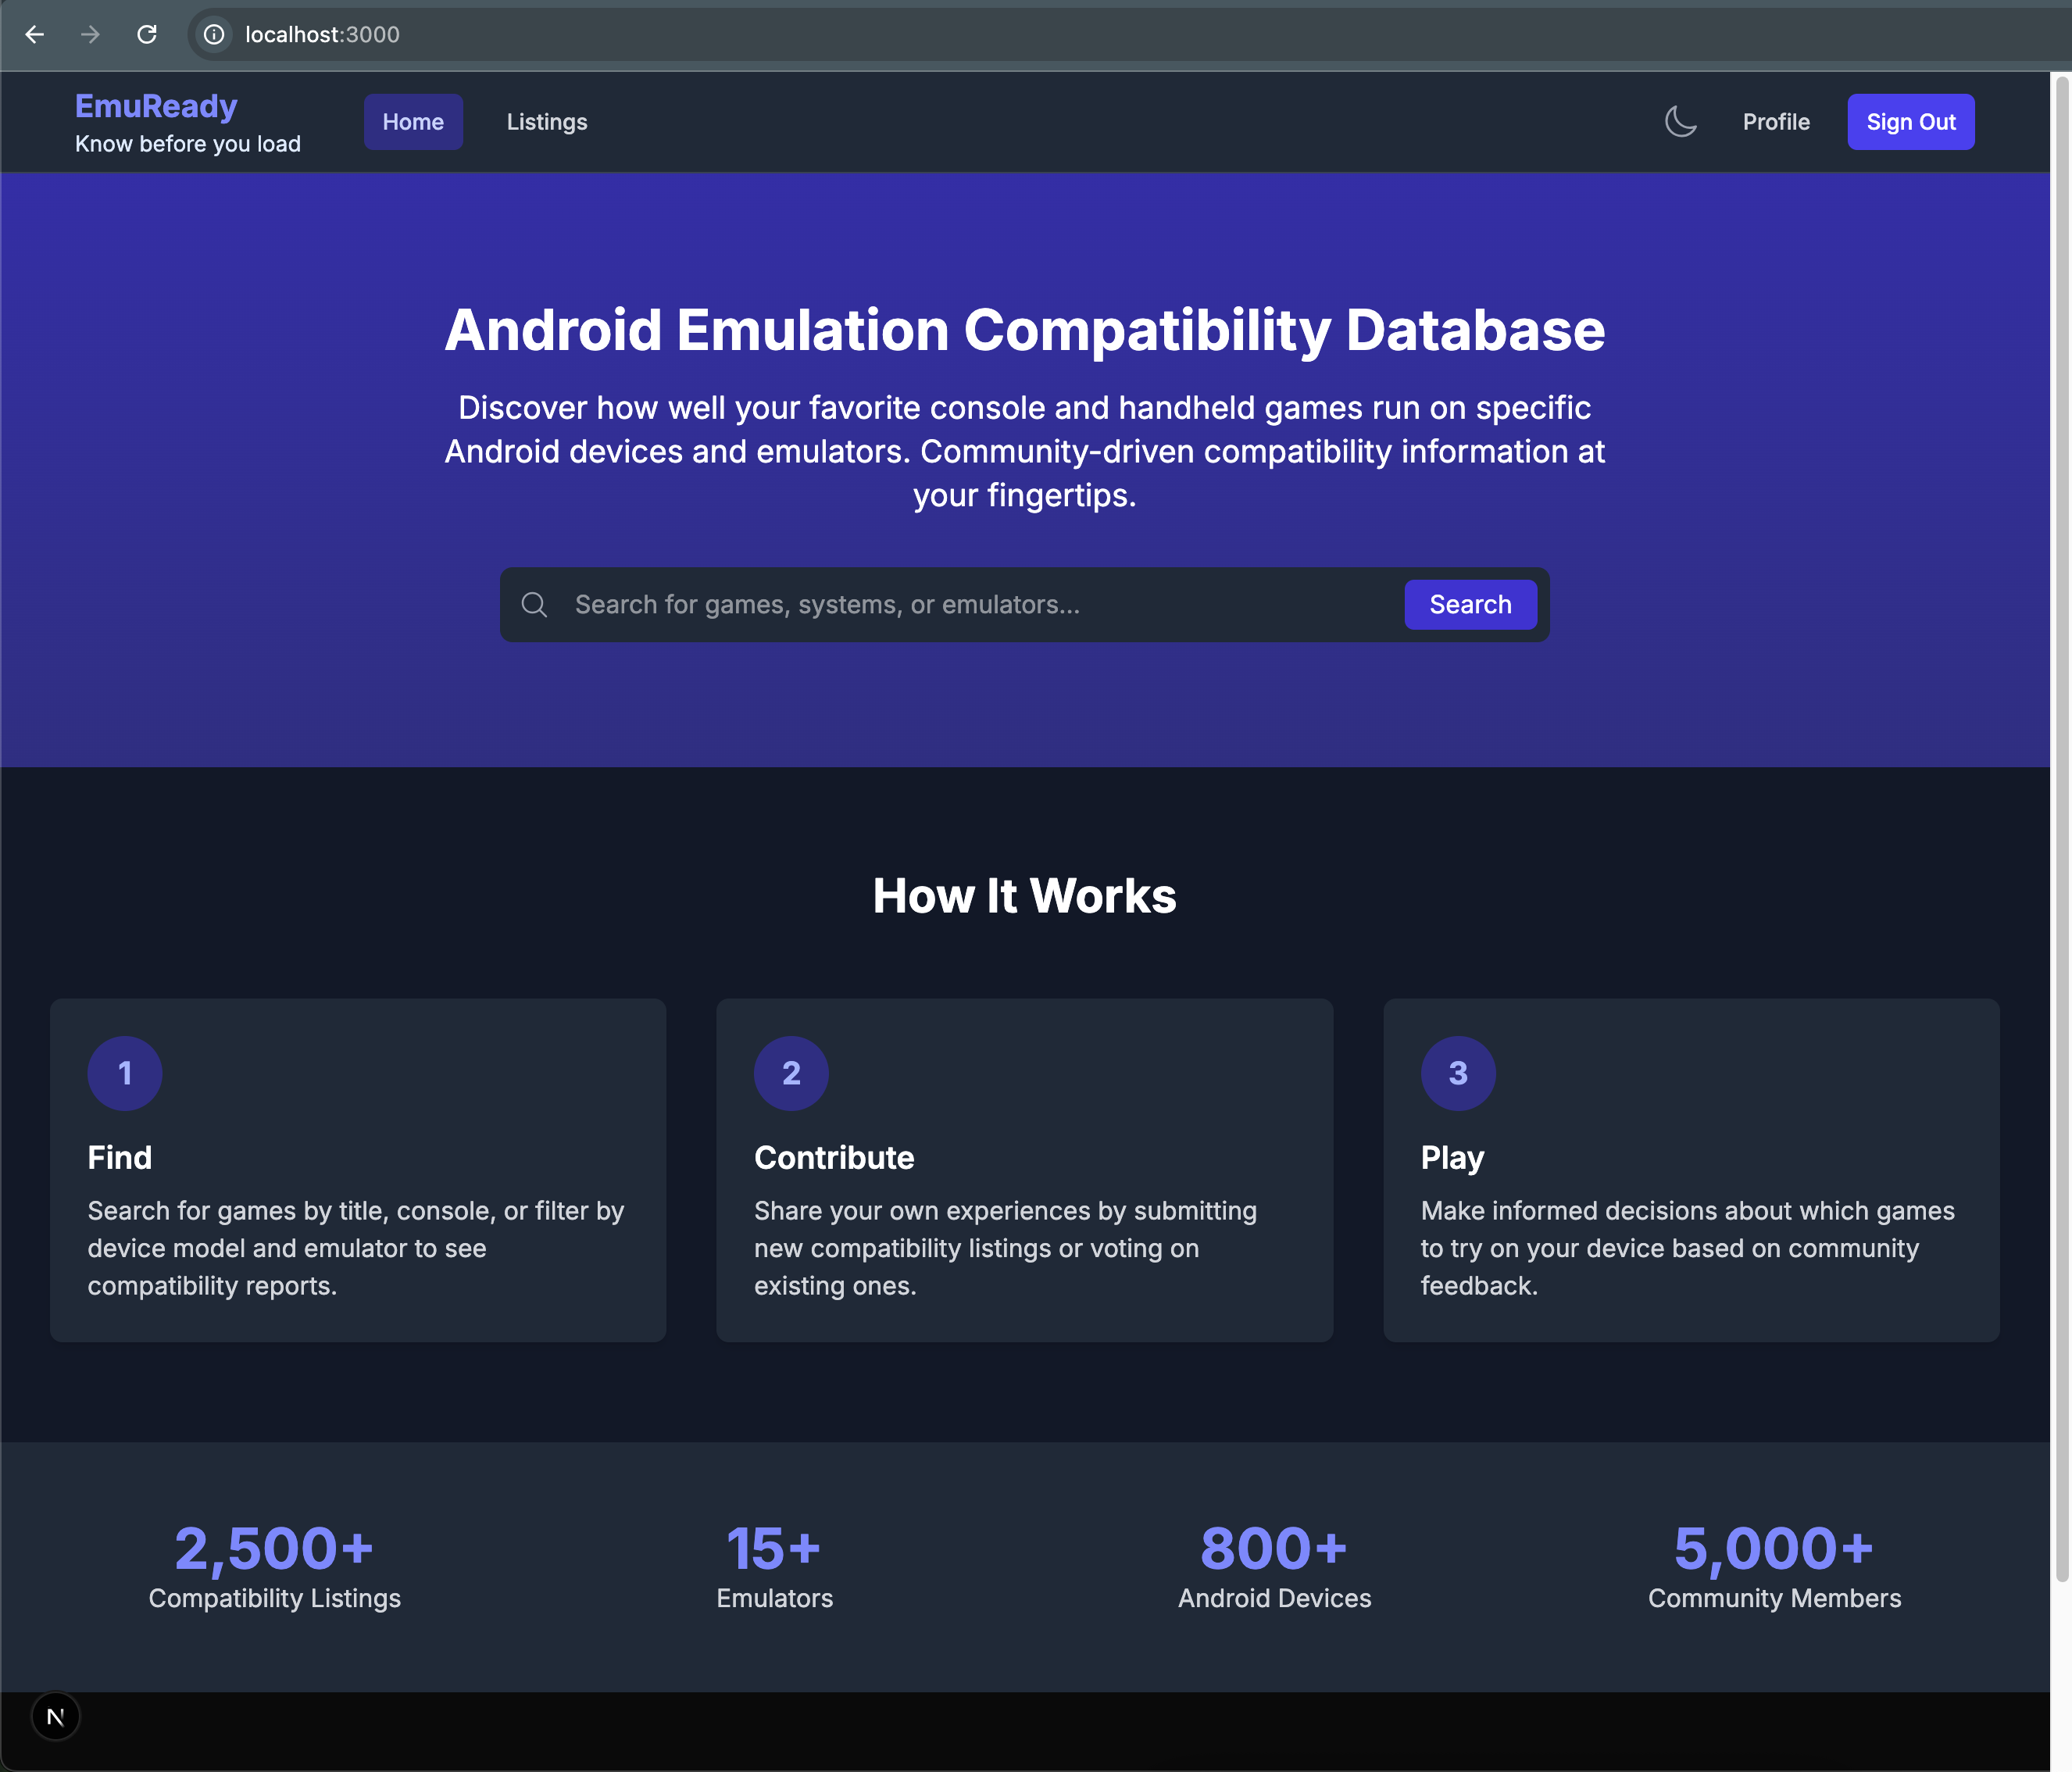 localhost:3000
EmuReady
Know before you load
Home
Listings
Profile
Sign Out
Android Emulation Compatibility Database
Discover how well your favorite console and handheld games run on specific
Android devices and emulators. Community-driven compatibility information at
your fingertips.
Search for games, systems, or emulators...
Search
How It Works
1
Find
Search for games by title, console, or filter by
device model and emulator to see
compatibility reports.
2
Contribute
Share your own experiences by submitting
new compatibility listings or voting on
existing ones.
3
Play
Make informed decisions about which games
to try on your device based on community
feedback.
2,500+
Compatibility Listings
15+
Emulators
800+
Android Devices
5,000+
Community Members
N